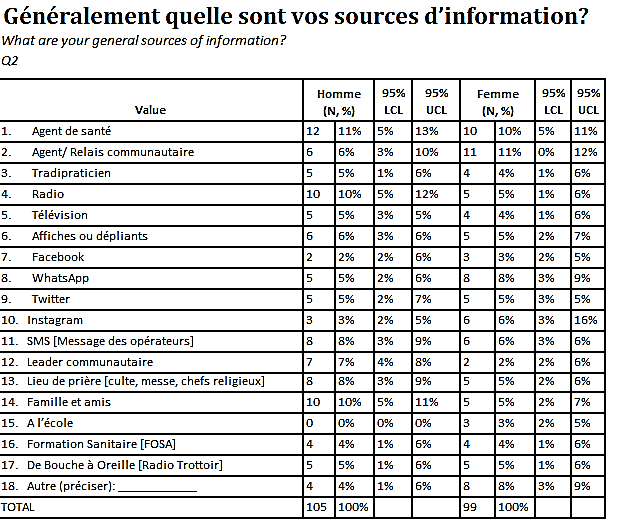 Généralement quelle sont vos sources d'information?
What are your general sources of information?
Q2
Value Homme (N, %) 95% LCL 95% UCL Femme (N, %) 95% LCL 95% UCL
1. Agent de santé 12 11% 5% 13% 10 10% 5% 11%
2. Agent/ Relais communautaire 6 6% 3% 10% 11 11% 0% 12%
3. Tradipraticien 5 5% 1% 6% 4 4% 1% 6%
4. Radio 10 10% 5% 12% 5 5% 1% 6%
5. Télévision 5 5% 3% 5% 4 4% 1% 6%
6. Affiches ou dépliants 6 6% 3% 6% 5 5% 2% 7%
7. Facebook 2 2% 2% 6% 3 3% 2% 5%
8. WhatsApp 5 5% 2% 6% 8 8% 3% 9%
9. Twitter 5 5% 2% 7% 5 5% 3% 5%
10. Instagram 3 3% 2% 5% 6 6% 3% 16%
11. SMS [Message des opérateurs] 8 8% 3% 9% 6 6% 3% 6%
12. Leader communautaire 7 7% 4% 8% 2 2% 2% 6%
13. Lieu de prière [culte, messe, chefs religieux] 8 8% 3% 9% 5 5% 2% 6%
14. Famille et amis 10 10% 5% 11% 5 5% 2% 7%
15. A l'école 0 0% 0% 0% 3 3% 2% 5%
16. Formation Sanitaire [FOSA] 4 4% 1% 6% 4 4% 1% 6%
17. De Bouche à Oreille [Radio Trottoir] 5 5% 1% 6% 5 5% 1% 6%
18. Autre (préciser): ____________ 4 4% 1% 6% 8 8% 3% 9%
TOTAL 105 100% 99 100%